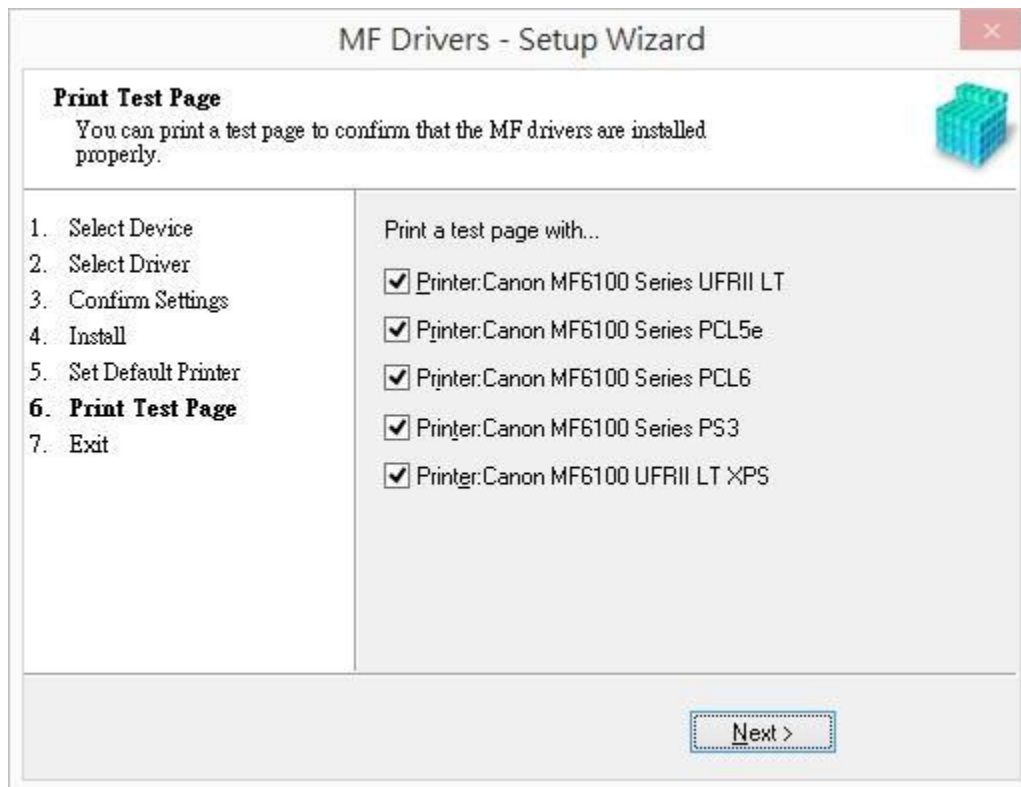 MF Drivers - Setup Wizard
Print Test Page
You can print a test page to confirm that the MF drivers are installed
properly.
1. Select Device
2. Select Driver
3. Confirm Settings
4. Install
5. Set Default Printer
6. Print Test Page
7. Exit
Print a test page with...
Printer:Canon MF6100 Series UFRII LT
Printer:Canon MF6100 Series PCL5e
Printer:Canon MF6100 Series PCL6
Printer:Canon MF6100 Series PS3
Printer:Canon MF6100 UFRII LT XPS
Next >